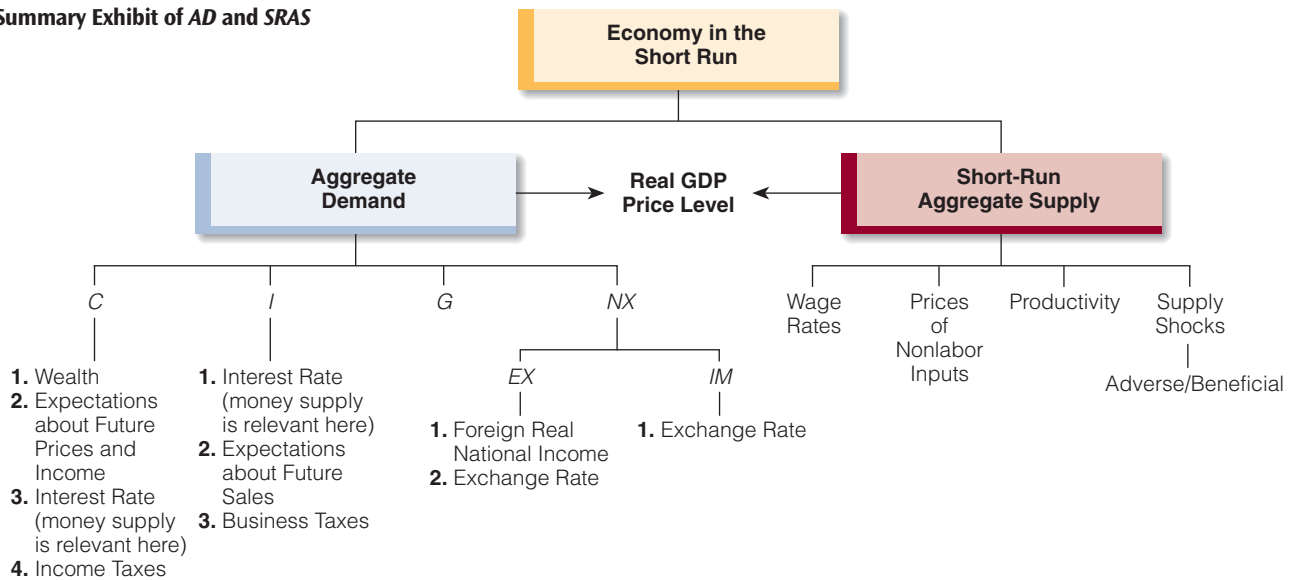 Summary Exhibit of AD and SRAS
Economy in the
Short Run
Aggregate
Demand
Real GDP
Price Level
Short-Run
Aggregate Supply
C
I
G
NX
Wage
Rates
Prices
of
Nonlabor
Inputs
Productivity
Supply
Shocks
Adverse/Beneficial
1. Wealth
2. Expectations
about Future
Prices and
Income
3. Interest Rate
(money supply
is relevant here)
4. Income Taxes
1. Interest Rate
(money supply
is relevant here)
2. Expectations
about Future
Sales
3. Business Taxes
EX
IM
1. Foreign Real
National Income
2. Exchange Rate
1. Exchange Rate